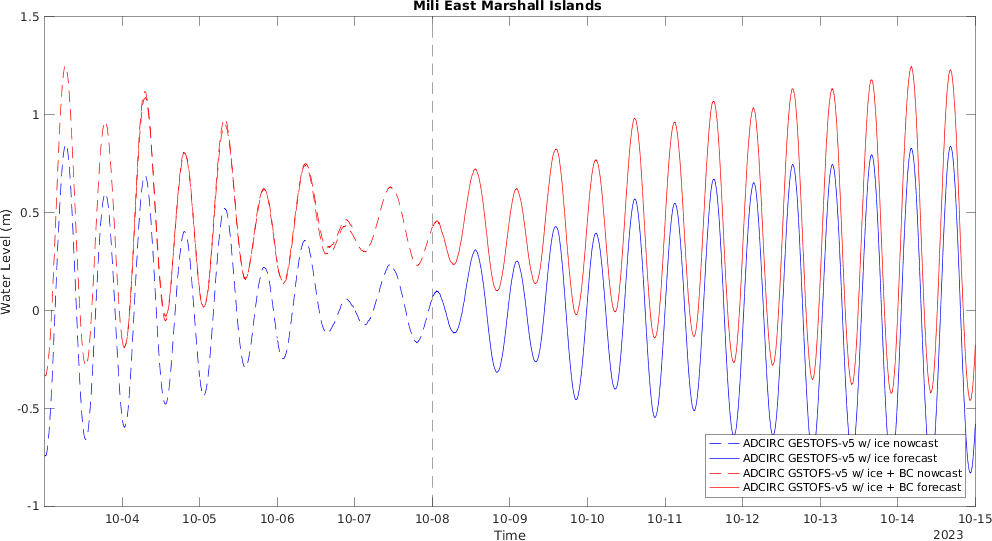 Mili East Marshall Islands
Water Level (m)
1.5
1
0.5
0
-0.5
-1
ADCIRC GESTOFS-v5 w/ ice nowcast
ADCIRC GESTOFS-v5 w/ ice forecast
ADCIRC GSTOFS-v5 w/ ice + BC nowcast
ADCIRC GSTOFS-v5 w/ ice + BC forecast
10-04 10-05 10-06 10-07 10-08 10-09 10-10 10-11 10-12 10-13 10-14 10-15
Time
2023